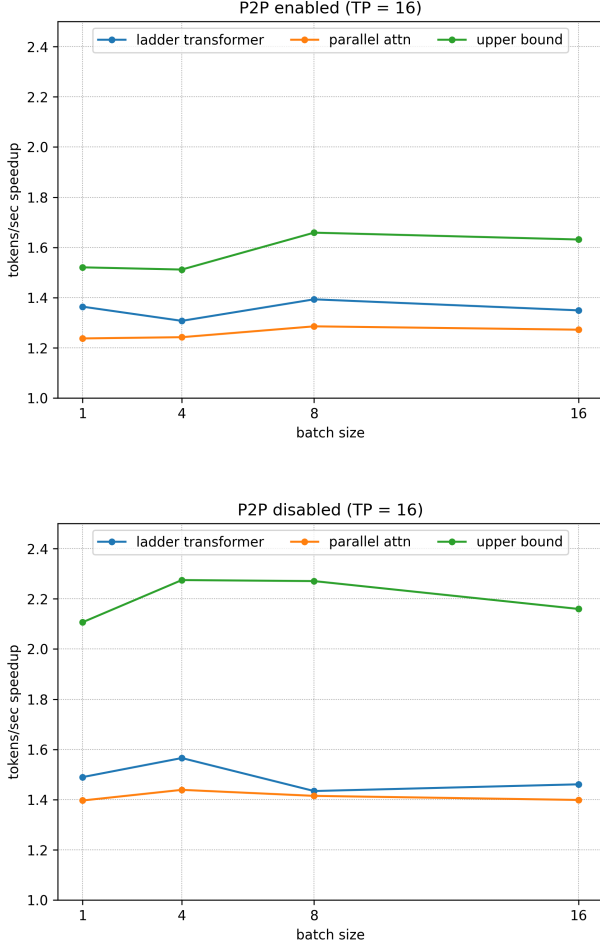 P2P enabled (TP = 16)
ladder transformer parallel attn upper bound
2.4
2.2
2.0
1.8
1.6
1.4
1.2
1.0
tokens/sec speedup
1 4 8 16
batch size
P2P disabled (TP = 16)
ladder transformer parallel attn upper bound
2.4
2.2
2.0
1.8
1.6
1.4
1.2
1.0
tokens/sec speedup
1 4 8 16
batch size